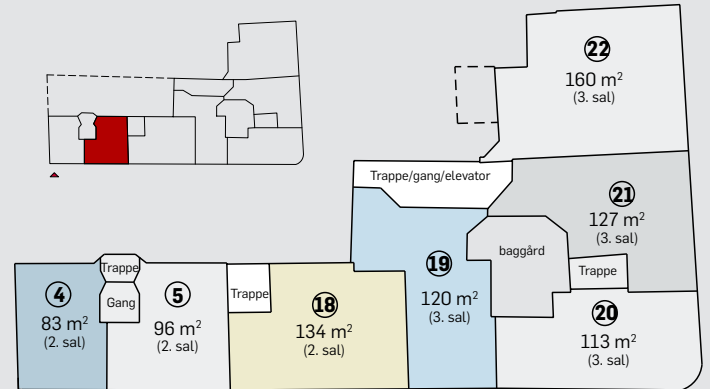 22
160 m²
(3. sal)
Trappe/gang/elevator
21
127 m²
(3. sal)
baggård
Trappe
19
120 m²
(3. sal)
20
113 m²
(3. sal)
Trappe
Gang
4
83 m²
(2. sal)
5
96 m²
(2. sal)
Trappe
18
134 m²
(2. sal)